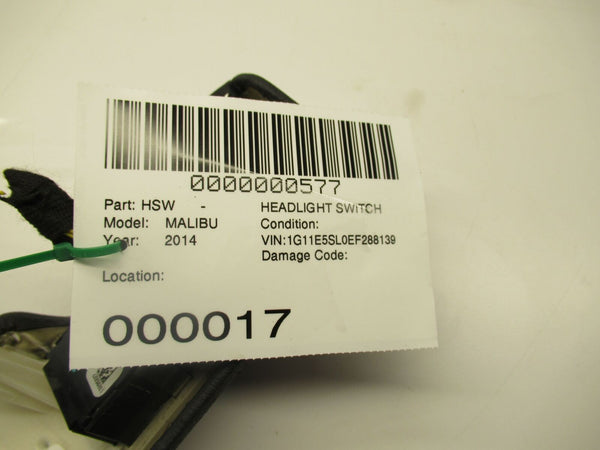 0000000577
Part: HSW - HEADLIGHT SWITCH
Model: MALIBU Condition:
Year: 2014 VIN:1G11E5SL0EF288139
Damage Code:
Location:
000017